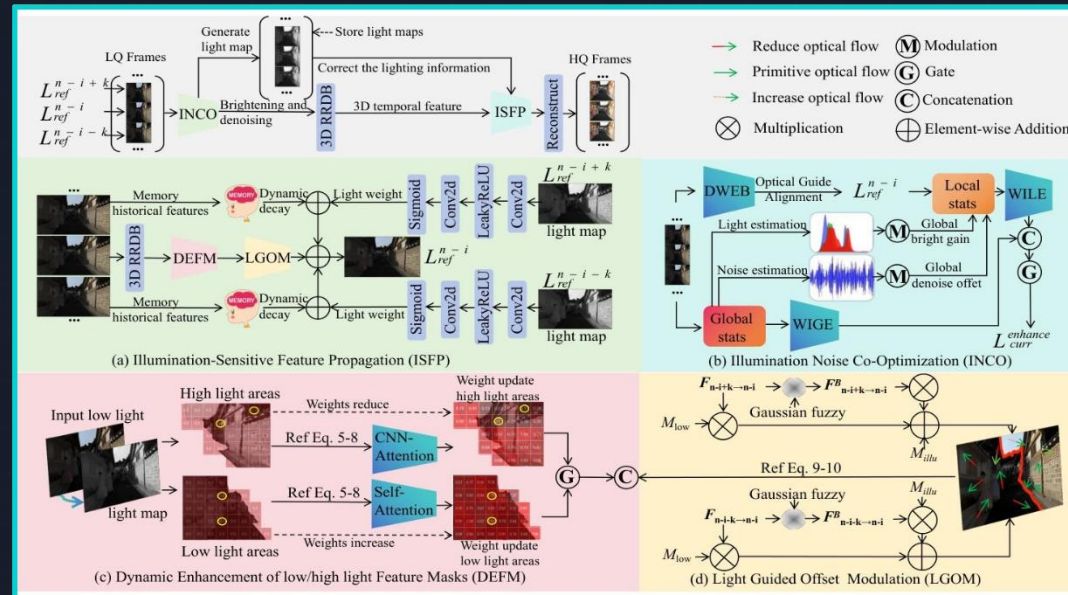 LQ Frames
Generate light map
Store light maps
Correct the lighting information
HQ Frames
L_ref^{n-i+k}
L_ref^{n-i}
L_ref^{n-i-k}
INCO
Brightening and denoising
3D RRDB
3D temporal feature
ISFP
Reconstruct
Reduce optical flow
Primitive optical flow
Increase optical flow
Multiplication
M Modulation
G Gate
C Concatenation
Element-wise Addition
Memory historical features
MEMORY
Dynamic decay
Light weight
Sigmoid
Conv2d
LeakyReLU
Conv2d
L_ref^{n-i+k}
light map
3D RRDB
DEFM
LGOM
L_ref^{n-i}
Memory historical features
MEMORY
Dynamic decay
Light weight
Sigmoid
Conv2d
LeakyReLU
Conv2d
L_ref^{n-i-k}
light map
(a) Illumination-Sensitive Feature Propagation (ISFP)
DWEB
Optical Guide Alignment
L_ref^{n-i}
Local stats
WILE
Light estimation
M
Global bright gain
C
Noise estimation
M
Global denoise offet
G
Global stats
WIGE
L_curr^{enhance}
(b) Illumination Noise Co-Optimization (INCO)
Input low light
light map
High light areas
Weights reduce
Weight update high light areas
Ref Eq. 5-8
CNN-Attention
Ref Eq. 5-8
Self-Attention
G
C
Low light areas
Weights increase
Weight update low light areas
(c) Dynamic Enhancement of low/high light Feature Masks (DEFM)
F_{n-i+k→n-i}
F^B_{n-i+k→n-i}
Gaussian fuzzy
M_low
M_illu
Ref Eq. 9-10
Gaussian fuzzy
M_illu
F_{n-i-k→n-i}
F^B_{n-i-k→n-i}
M_low
(d) Light Guided Offset Modulation (LGOM)